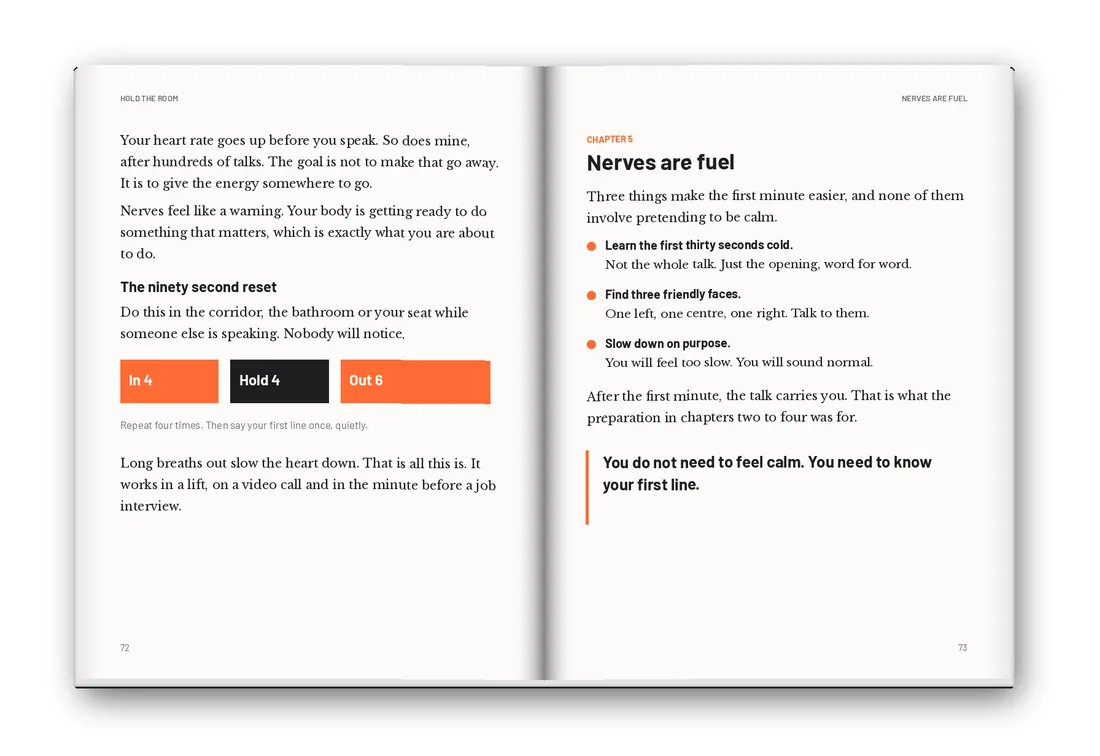 HOLD THE ROOM
Your heart rate goes up before you speak. So does mine,
after hundreds of talks. The goal is not to make that go away.
It is to give the energy somewhere to go.
Nerves feel like a warning. Your body is getting ready to do
something that matters, which is exactly what you are about
to do.
The ninety second reset
Do this in the corridor, the bathroom or your seat while
someone else is speaking. Nobody will notice.
In 4
Hold 4
Out 6
Repeat four times. Then say your first line once, quietly.
Long breaths out slow the heart down. That is all this is. It
works in a lift, on a video call and in the minute before a job
interview.
72
NERVES ARE FUEL
CHAPTER 5
Nerves are fuel
Three things make the first minute easier, and none of them
involve pretending to be calm.
Learn the first thirty seconds cold.
Not the whole talk. Just the opening, word for word.
Find three friendly faces.
One left, one centre, one right. Talk to them.
Slow down on purpose.
You will feel too slow. You will sound normal.
After the first minute, the talk carries you. That is what the
preparation in chapters two to four was for.
You do not need to feel calm. You need to know
your first line.
73